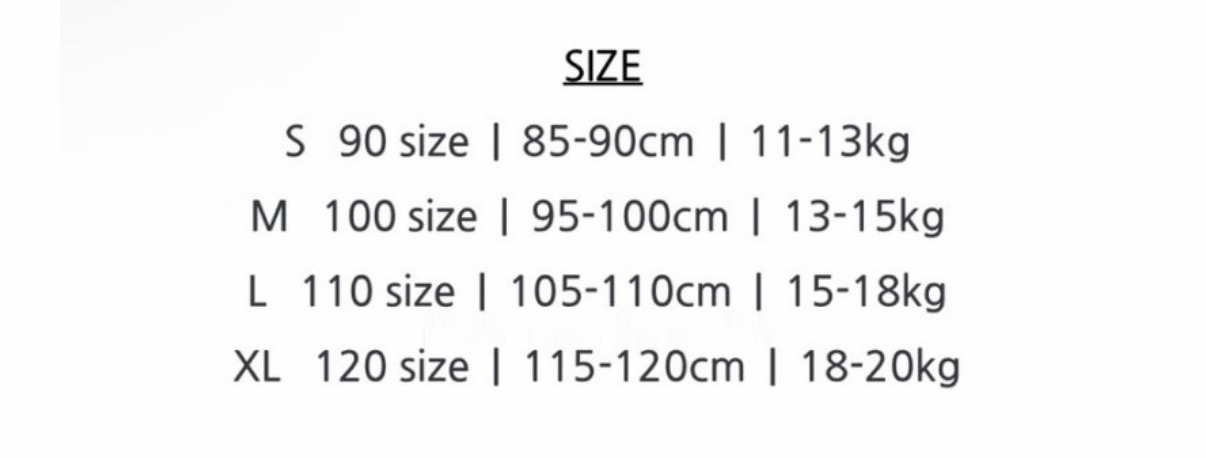 SIZE
S 90 size | 85-90cm | 11-13kg
M 100 size | 95-100cm | 13-15kg
L 110 size | 105-110cm | 15-18kg
XL 120 size | 115-120cm | 18-20kg